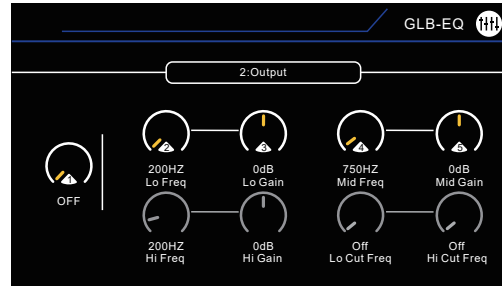 GLB-EQ
2:Output
1 2 3 4 5
OFF
200HZ 0dB 750HZ 0dB
Lo Freq Lo Gain Mid Freq Mid Gain
200HZ 0dB Off Off
Hi Freq Hi Gain Lo Cut Freq Hi Cut Freq